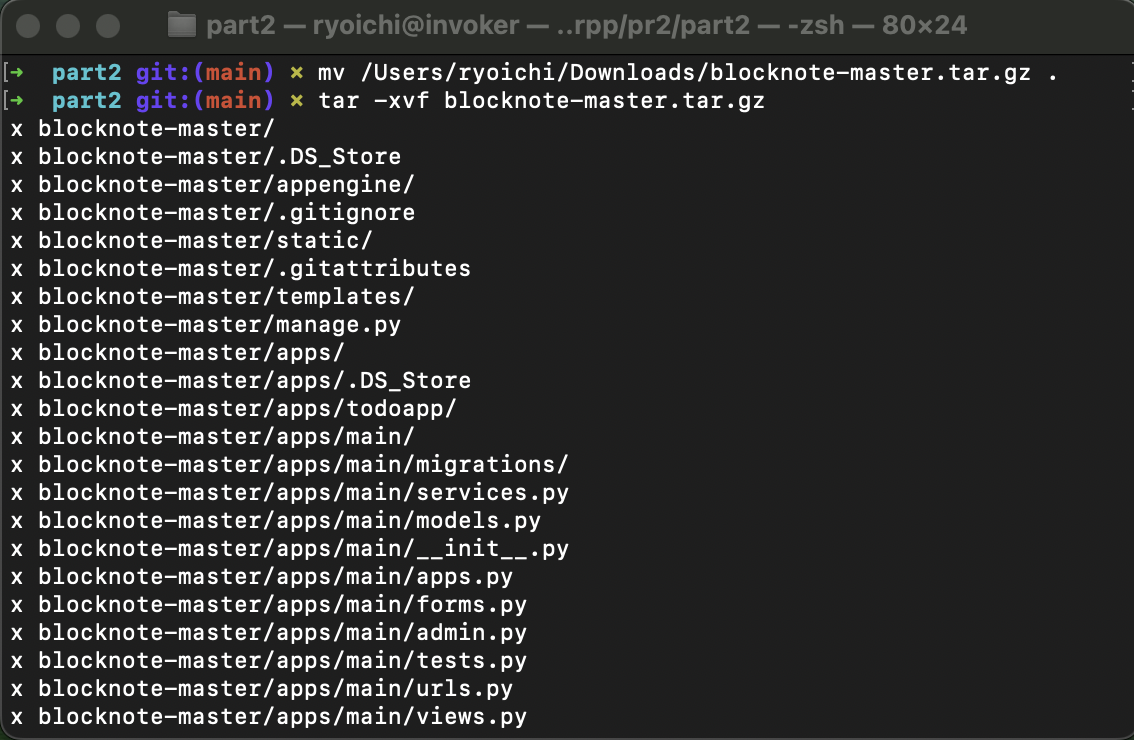 part2 — ryoichi@invoker — ..rpp/pr2/part2 — -zsh — 80×24
[➜  part2 git:(main) ✗ mv /Users/ryoichi/Downloads/blocknote-master.tar.gz .
[➜  part2 git:(main) ✗ tar -xvf blocknote-master.tar.gz
x blocknote-master/
x blocknote-master/.DS_Store
x blocknote-master/appengine/
x blocknote-master/.gitignore
x blocknote-master/static/
x blocknote-master/.gitattributes
x blocknote-master/templates/
x blocknote-master/manage.py
x blocknote-master/apps/
x blocknote-master/apps/.DS_Store
x blocknote-master/apps/todoapp/
x blocknote-master/apps/main/
x blocknote-master/apps/main/migrations/
x blocknote-master/apps/main/services.py
x blocknote-master/apps/main/models.py
x blocknote-master/apps/main/__init__.py
x blocknote-master/apps/main/apps.py
x blocknote-master/apps/main/forms.py
x blocknote-master/apps/main/admin.py
x blocknote-master/apps/main/tests.py
x blocknote-master/apps/main/urls.py
x blocknote-master/apps/main/views.py